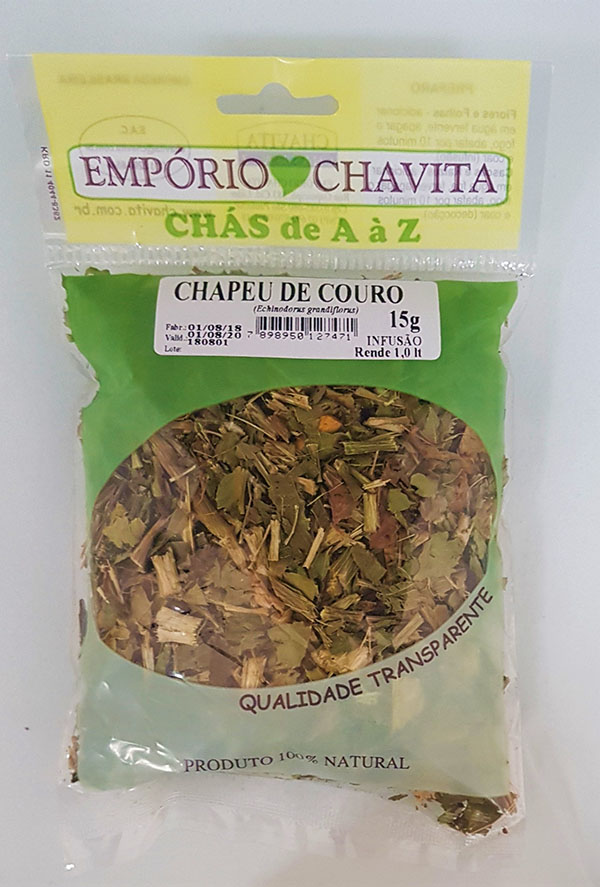 EMPÓRIO CHAVITA
CHÁS de A à Z
CHAPEU DE COURO
(Echinodorus grandiflorus)
15g
Fabr.: 01/08/18
Valid.: 01/08/20
Lote: 180801
7 898950 127471
INFUSÃO
Rende 1,0 lt
QUALIDADE TRANSPARENTE
PRODUTO 100% NATURAL